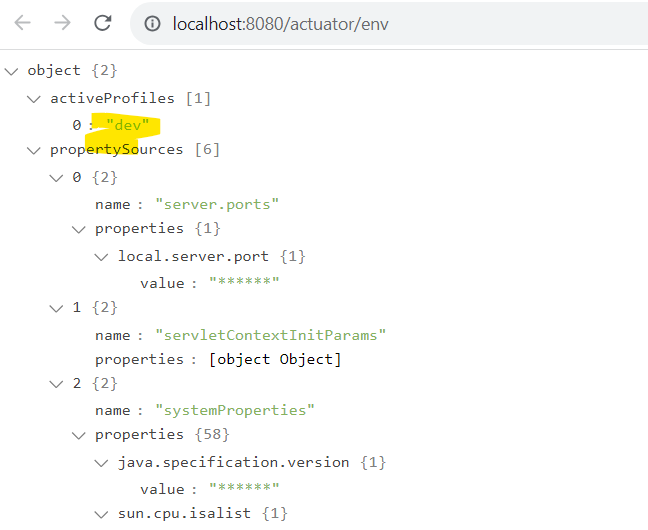 localhost:8080/actuator/env
object {2}
activeProfiles [1]
0 : "dev"
propertySources [6]
0 {2}
name : "server.ports"
properties {1}
local.server.port {1}
value : "******"
1 {2}
name : "servletContextInitParams"
properties : [object Object]
2 {2}
name : "systemProperties"
properties {58}
java.specification.version {1}
value : "******"
sun.cpu.isalist {1}